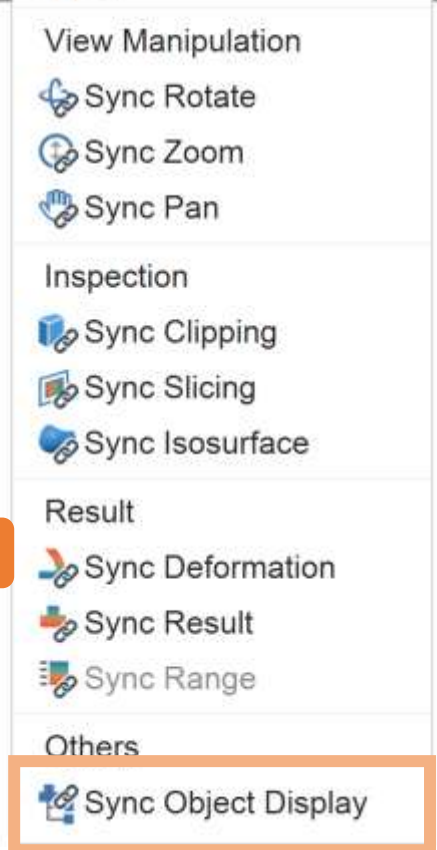 View Manipulation
Sync Rotate
Sync Zoom
Sync Pan
Inspection
Sync Clipping
Sync Slicing
Sync Isosurface
Result
Sync Deformation
Sync Result
Sync Range
Others
Sync Object Display